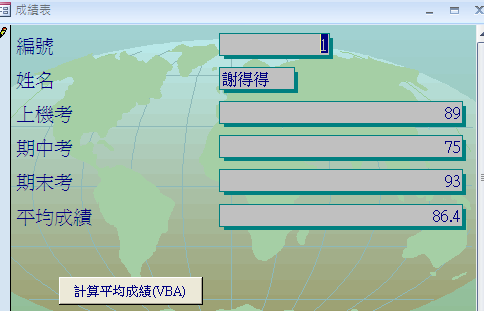 成績表
編號 1
姓名 謝得得
上機考 89
期中考 75
期末考 93
平均成績 86.4
計算平均成績(VBA)